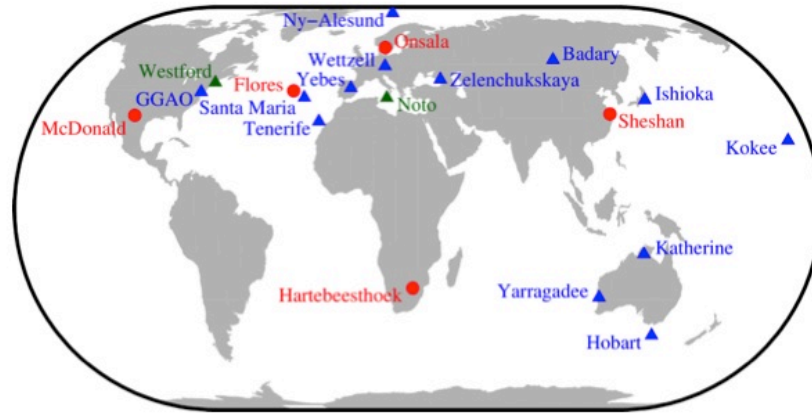 Ny-Alesund
Onsala
Wettzell
Badary
Westford
Flores
Yebes
Zelenchukskaya
GGAO
Santa Maria
Noto
Ishioka
McDonald
Tenerife
Sheshan
Kokee
Katherine
Hartebeesthoek
Yarragadee
Hobart